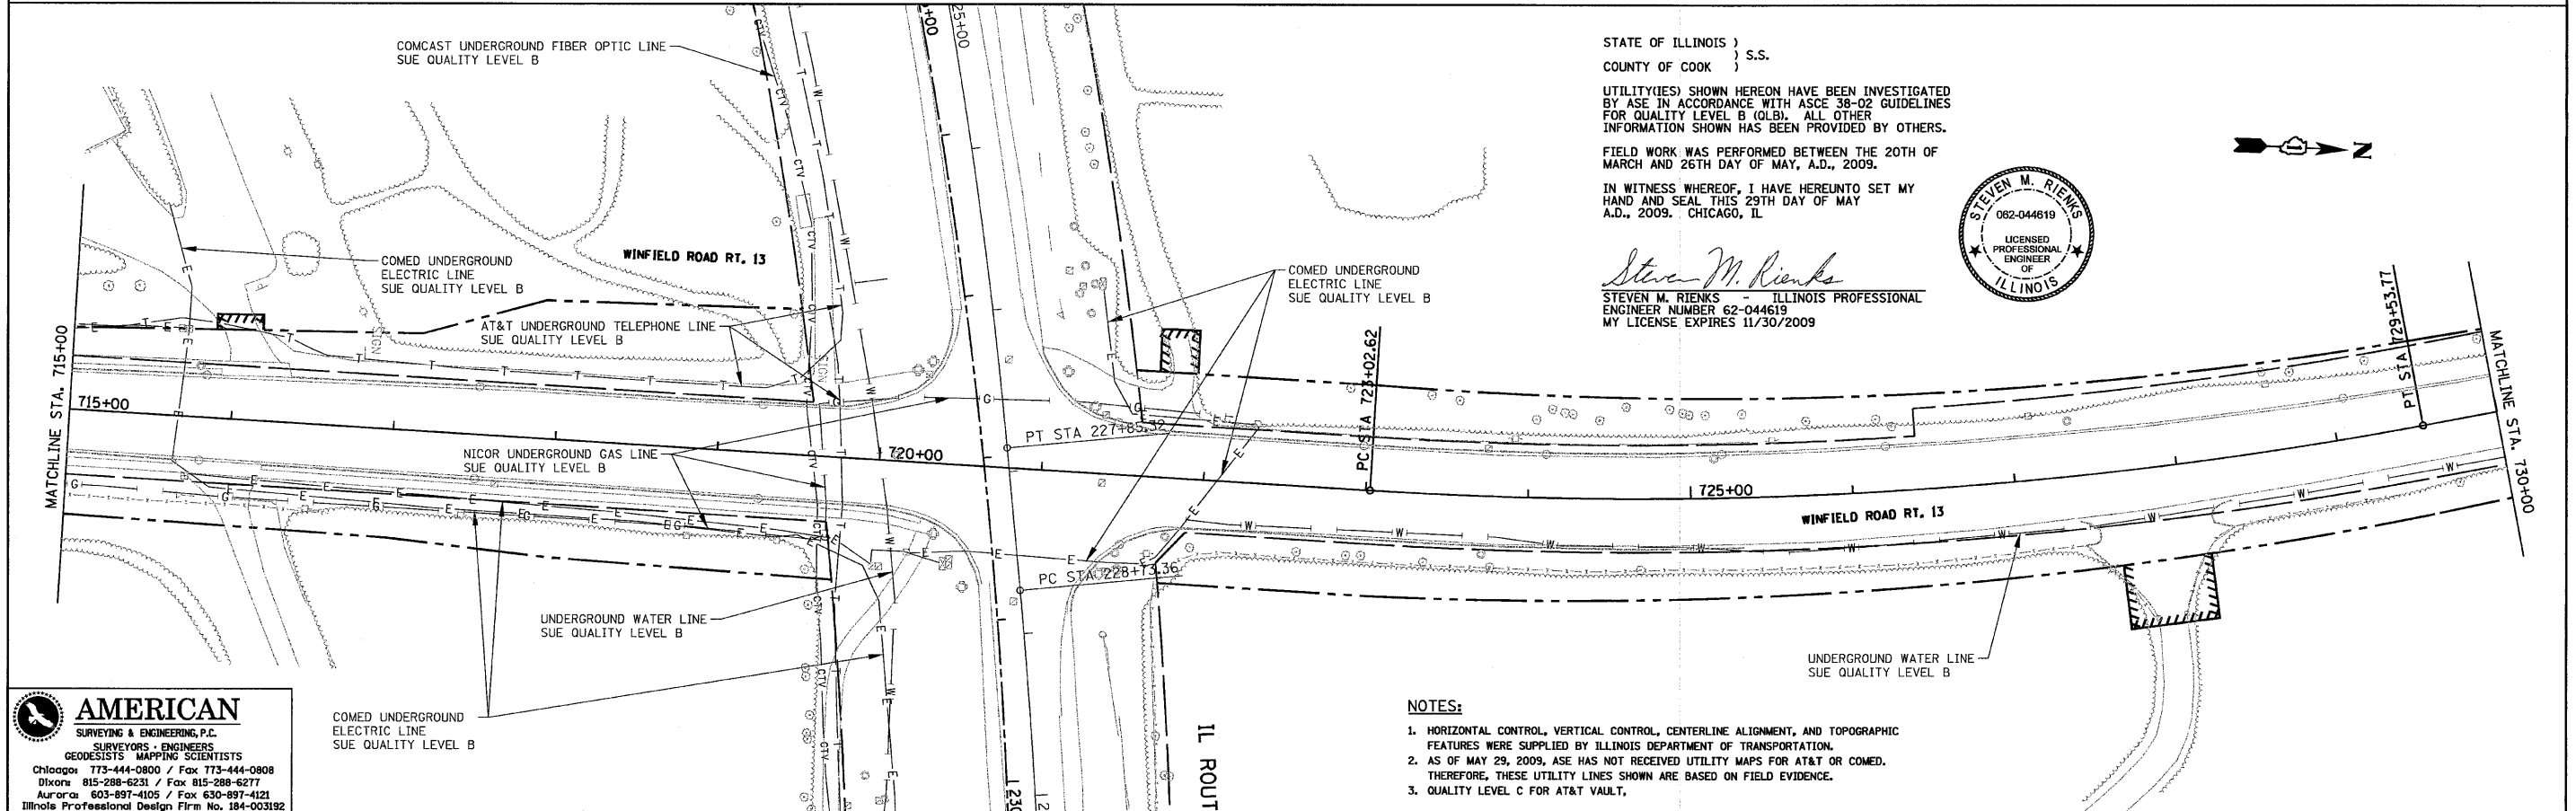 COMCAST UNDERGROUND FIBER OPTIC LINE
SUE QUALITY LEVEL B
+00
25+00
STATE OF ILLINOIS )
) S.S.
COUNTY OF COOK )
UTILITY(IES) SHOWN HEREON HAVE BEEN INVESTIGATED
BY ASE IN ACCORDANCE WITH ASCE 38-02 GUIDELINES
FOR QUALITY LEVEL B (QLB). ALL OTHER
INFORMATION SHOWN HAS BEEN PROVIDED BY OTHERS.
FIELD WORK WAS PERFORMED BETWEEN THE 20TH OF
MARCH AND 26TH DAY OF MAY, A.D., 2009.
IN WITNESS WHEREOF, I HAVE HEREUNTO SET MY
HAND AND SEAL THIS 29TH DAY OF MAY
A.D., 2009. CHICAGO, IL
Steven M. Rienks
STEVEN M. RIENKS - ILLINOIS PROFESSIONAL
ENGINEER NUMBER 62-044619
MY LICENSE EXPIRES 11/30/2009
STEVEN M. RIENKS
062-044619
LICENSED
PROFESSIONAL
ENGINEER
OF
ILLINOIS
N
COMED UNDERGROUND
ELECTRIC LINE
SUE QUALITY LEVEL B
WINFIELD ROAD RT. 13
AT&T UNDERGROUND TELEPHONE LINE
SUE QUALITY LEVEL B
SIGN
SIGN
COMED UNDERGROUND
ELECTRIC LINE
SUE QUALITY LEVEL B
MATCHLINE STA. 715+00
715+00
NICOR UNDERGROUND GAS LINE
SUE QUALITY LEVEL B
720+00
PT STA 227+85.32
PC STA 723+02.62
725+00
WINFIELD ROAD RT. 13
PT STA 729+53.77
MATCHLINE STA. 730+00
PC STA 228+73.36
UNDERGROUND WATER LINE
SUE QUALITY LEVEL B
UNDERGROUND WATER LINE
SUE QUALITY LEVEL B
COMED UNDERGROUND
ELECTRIC LINE
SUE QUALITY LEVEL B
IL ROUT
230
2
AMERICAN
SURVEYING & ENGINEERING, P.C.
SURVEYORS • ENGINEERS
GEODESISTS MAPPING SCIENTISTS
Chicago: 773-444-0800 / Fax 773-444-0808
Dixon: 815-288-6231 / Fax 815-288-6277
Aurora: 603-897-4105 / Fax 630-897-4121
Illinois Professional Design Firm No. 184-003192
NOTES:
1. HORIZONTAL CONTROL, VERTICAL CONTROL, CENTERLINE ALIGNMENT, AND TOPOGRAPHIC
FEATURES WERE SUPPLIED BY ILLINOIS DEPARTMENT OF TRANSPORTATION.
2. AS OF MAY 29, 2009, ASE HAS NOT RECEIVED UTILITY MAPS FOR AT&T OR COMED.
THEREFORE, THESE UTILITY LINES SHOWN ARE BASED ON FIELD EVIDENCE.
3. QUALITY LEVEL C FOR AT&T VAULT.